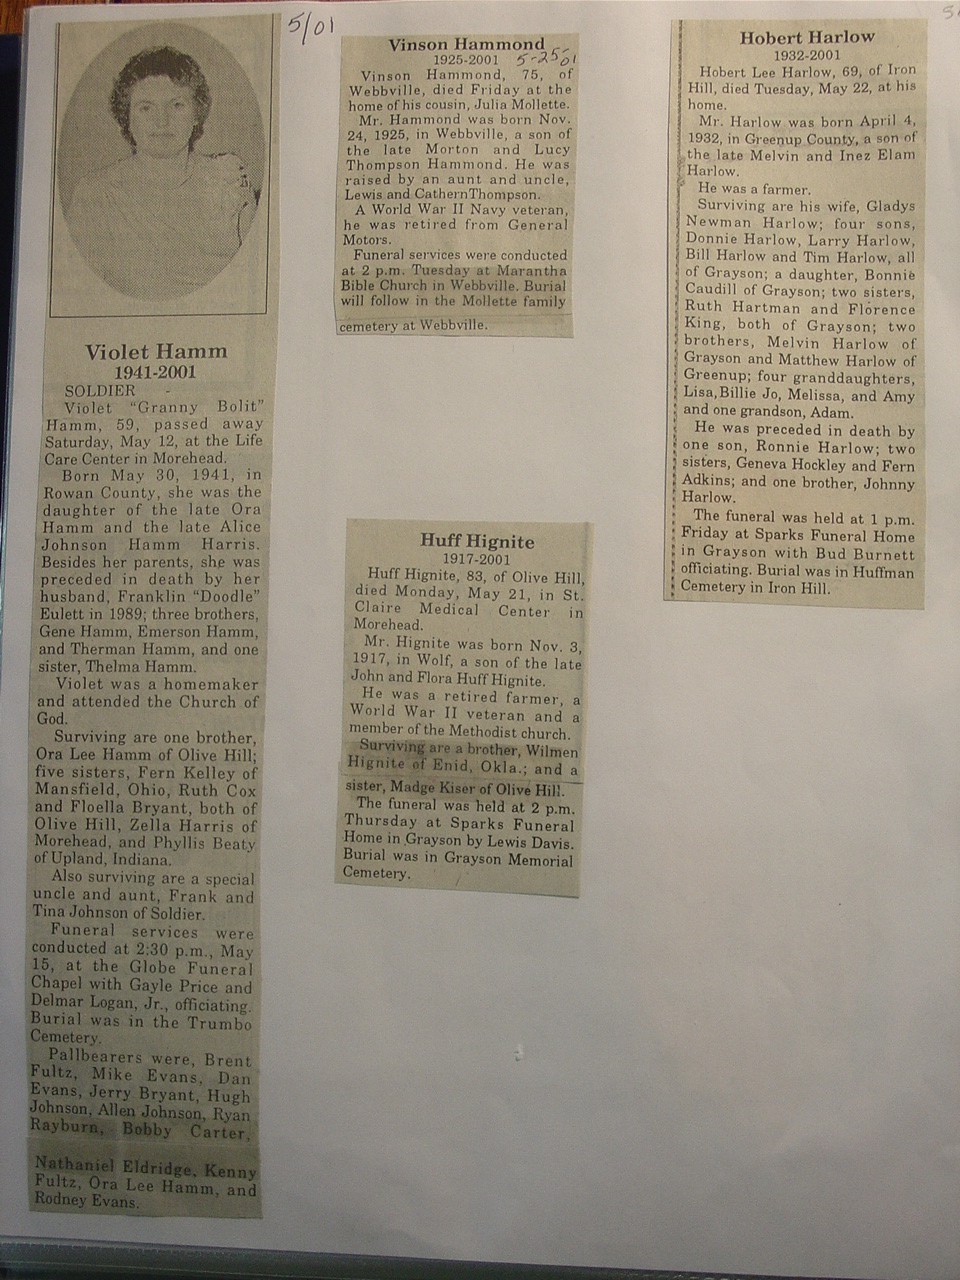 5/01
Violet Hamm
1941-2001
SOLDIER -
Violet "Granny Bolit"
Hamm, 59, passed away
Saturday, May 12, at the Life
Care Center in Morehead.
Born May 30, 1941, in
Rowan County, she was the
daughter of the late Ora
Hamm and the late Alice
Johnson Hamm Harris.
Besides her parents, she was
preceded in death by her
husband, Franklin "Doodle"
Eulett in 1989; three brothers,
Gene Hamm, Emerson Hamm,
and Therman Hamm, and one
sister, Thelma Hamm.
Violet was a homemaker
and attended the Church of
God.
Surviving are one brother,
Ora Lee Hamm of Olive Hill;
five sisters, Fern Kelley of
Mansfield, Ohio, Ruth Cox
and Floella Bryant, both of
Olive Hill, Zella Harris of
Morehead, and Phyllis Beaty
of Upland, Indiana.
Also surviving are a special
uncle and aunt, Frank and
Tina Johnson of Soldier.
Funeral services were
conducted at 2:30 p.m., May
15, at the Globe Funeral
Chapel with Gayle Price and
Delmar Logan, Jr., officiating.
Burial was in the Trumbo
Cemetery.
Pallbearers were, Brent
Fultz, Mike Evans, Dan
Evans, Jerry Bryant, Hugh
Johnson, Allen Johnson, Ryan
Rayburn, Bobby Carter,
Nathaniel Eldridge, Kenny
Fultz, Ora Lee Hamm, and
Rodney Evans.
Vinson Hammond
1925-2001 5-25-01
Vinson Hammond, 75, of
Webbville, died Friday at the
home of his cousin, Julia Mollette.
Mr. Hammond was born Nov.
24, 1925, in Webbville, a son of
the late Morton and Lucy
Thompson Hammond. He was
raised by an aunt and uncle,
Lewis and CathernThompson.
A World War II Navy veteran,
he was retired from General
Motors.
Funeral services were conducted
at 2 p.m. Tuesday at Marantha
Bible Church in Webbville. Burial
will follow in the Mollette family
cemetery at Webbville.
Huff Hignite
1917-2001
Huff Hignite, 83, of Olive Hill,
died Monday, May 21, in St.
Claire Medical Center in
Morehead.
Mr. Hignite was born Nov. 3,
1917, in Wolf, a son of the late
John and Flora Huff Hignite.
He was a retired farmer, a
World War II veteran and a
member of the Methodist church.
Surviving are a brother, Wilmen
Hignite of Enid, Okla.; and a
sister, Madge Kiser of Olive Hill.
The funeral was held at 2 p.m.
Thursday at Sparks Funeral
Home in Grayson by Lewis Davis.
Burial was in Grayson Memorial
Cemetery.
Hobert Harlow
1932-2001
Hobert Lee Harlow, 69, of Iron
Hill, died Tuesday, May 22, at his
home.
Mr. Harlow was born April 4,
1932, in Greenup County, a son of
the late Melvin and Inez Elam
Harlow.
He was a farmer.
Surviving are his wife, Gladys
Newman Harlow; four sons,
Donnie Harlow, Larry Harlow,
Bill Harlow and Tim Harlow, all
of Grayson; a daughter, Bonnie
Caudill of Grayson; two sisters,
Ruth Hartman and Florence
King, both of Grayson; two
brothers, Melvin Harlow of
Grayson and Matthew Harlow of
Greenup; four granddaughters,
Lisa,Billie Jo, Melissa, and Amy
and one grandson, Adam.
He was preceded in death by
one son, Ronnie Harlow; two
sisters, Geneva Hockley and Fern
Adkins; and one brother, Johnny
Harlow.
The funeral was held at 1 p.m.
Friday at Sparks Funeral Home
in Grayson with Bud Burnett
officiating. Burial was in Huffman
Cemetery in Iron Hill.